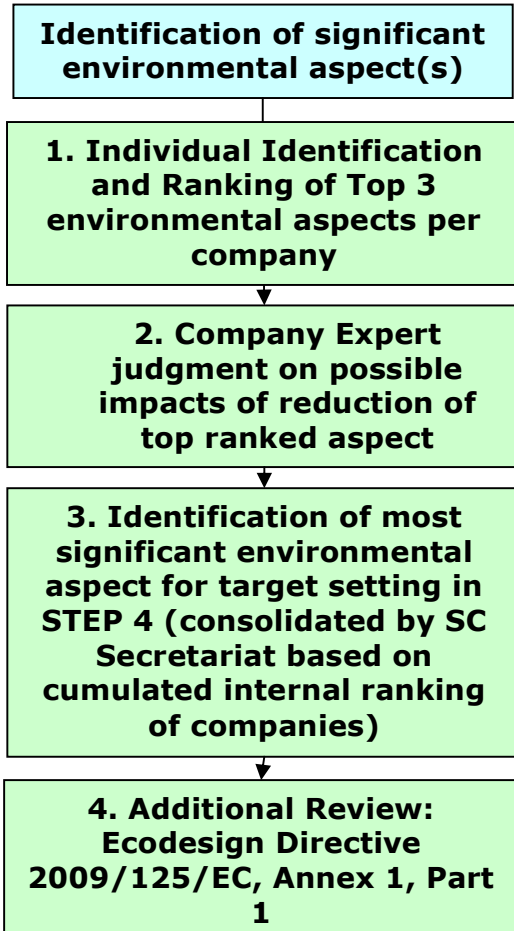 Identification of significant
environmental aspect(s)
1. Individual Identification
and Ranking of Top 3
environmental aspects per
company
2. Company Expert
judgment on possible
impacts of reduction of
top ranked aspect
3. Identification of most
significant environmental
aspect for target setting in
STEP 4 (consolidated by SC
Secretariat based on
cumulated internal ranking
of companies)
4. Additional Review:
Ecodesign Directive
2009/125/EC, Annex 1, Part
1